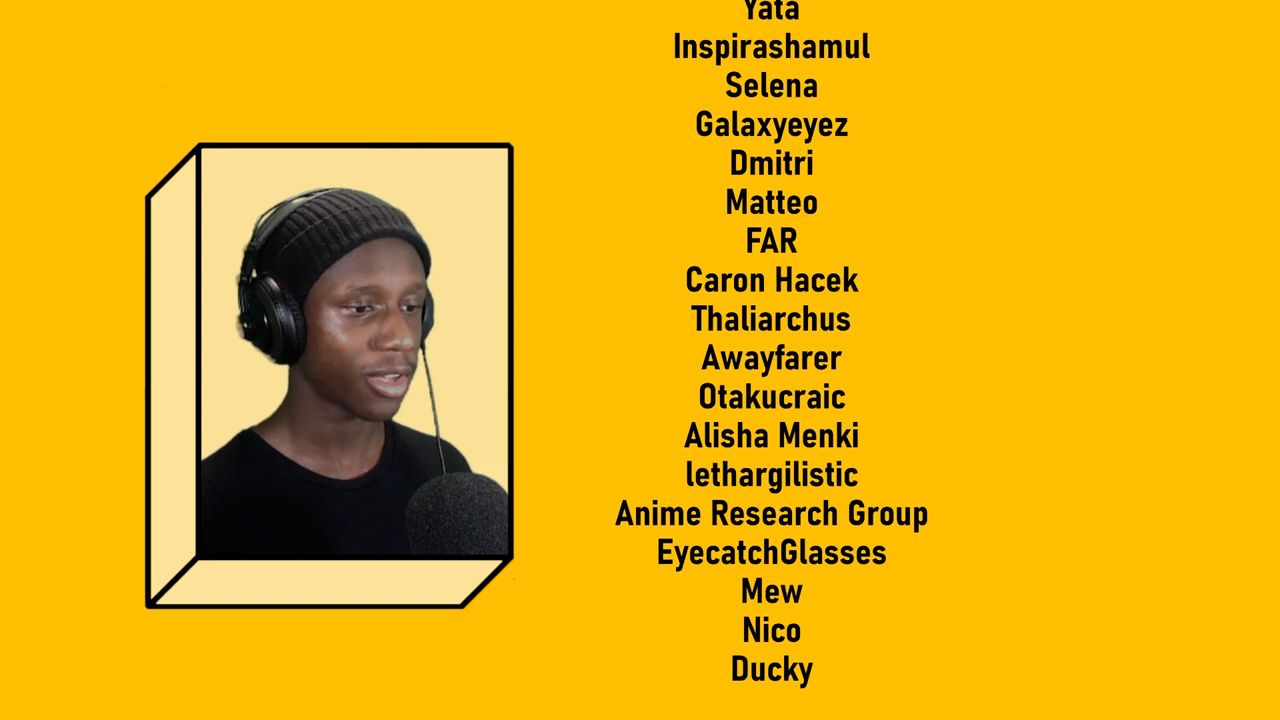 Yata
Inspirashamul
Selena
Galaxyeyez
Dmitri
Matteo
FAR
Caron Hacek
Thaliarchus
Awayfarer
Otakucraic
Alisha Menki
lethargilistic
Anime Research Group
EyecatchGlasses
Mew
Nico
Ducky